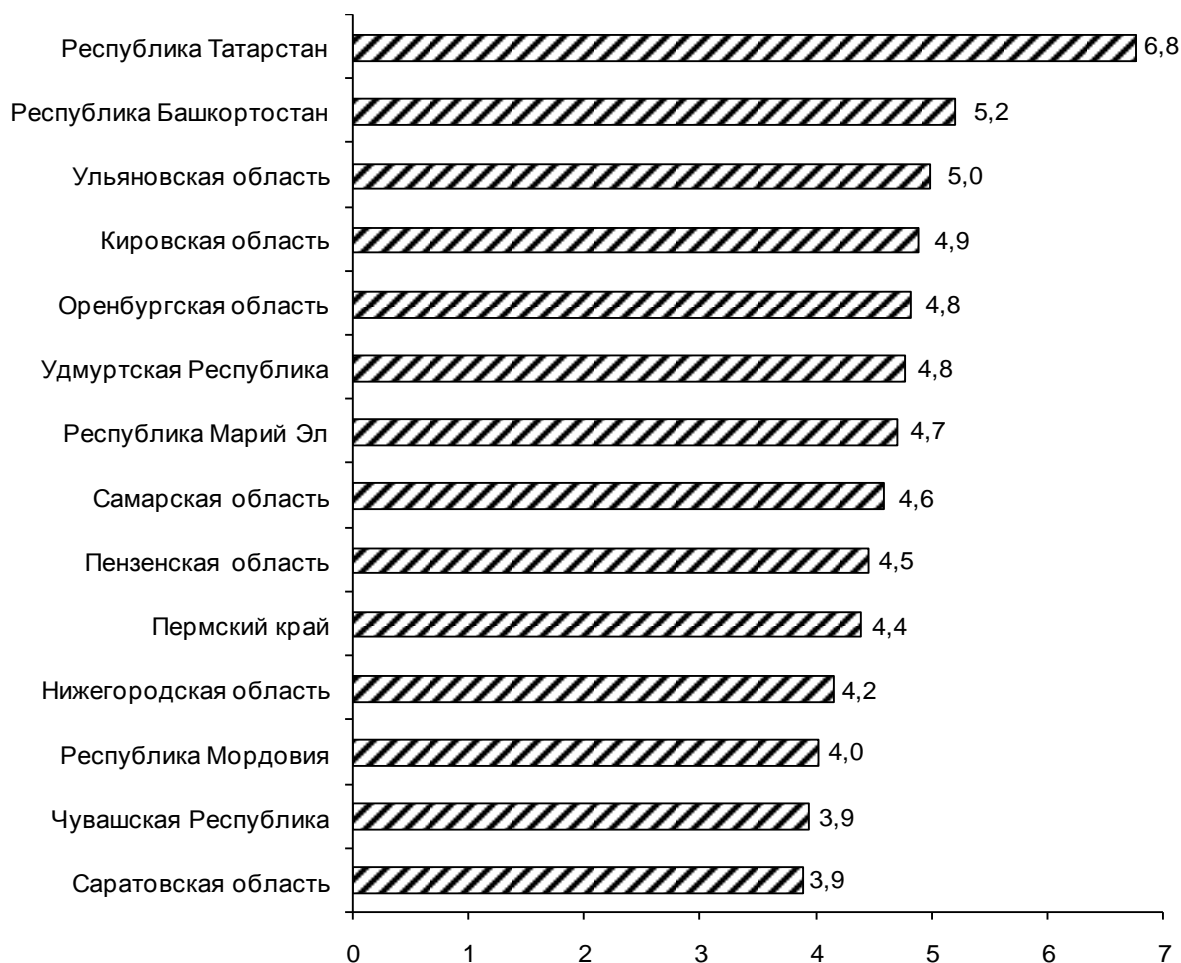 Республика Татарстан 6,8
Республика Башкортостан 5,2
Ульяновская область 5,0
Кировская область 4,9
Оренбургская область 4,8
Удмуртская Республика 4,8
Республика Марий Эл 4,7
Самарская область 4,6
Пензенская область 4,5
Пермский край 4,4
Нижегородская область 4,2
Республика Мордовия 4,0
Чувашская Республика 3,9
Саратовская область 3,9
0 1 2 3 4 5 6 7